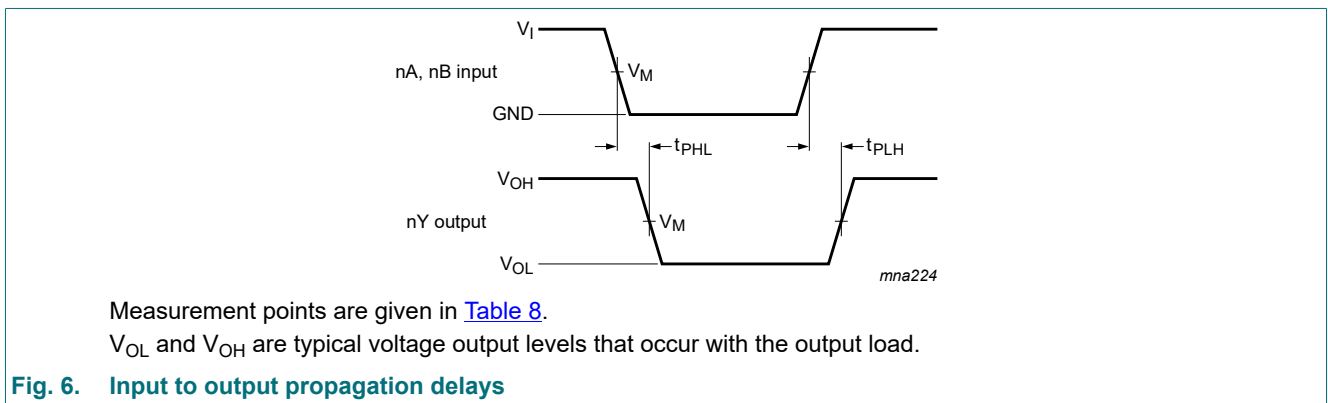 V_I
nA, nB input
V_M
GND
t_PHL
t_PLH
V_OH
nY output
V_M
V_OL
mna224
Measurement points are given in Table 8.
V_OL and V_OH are typical voltage output levels that occur with the output load.
Fig. 6. Input to output propagation delays